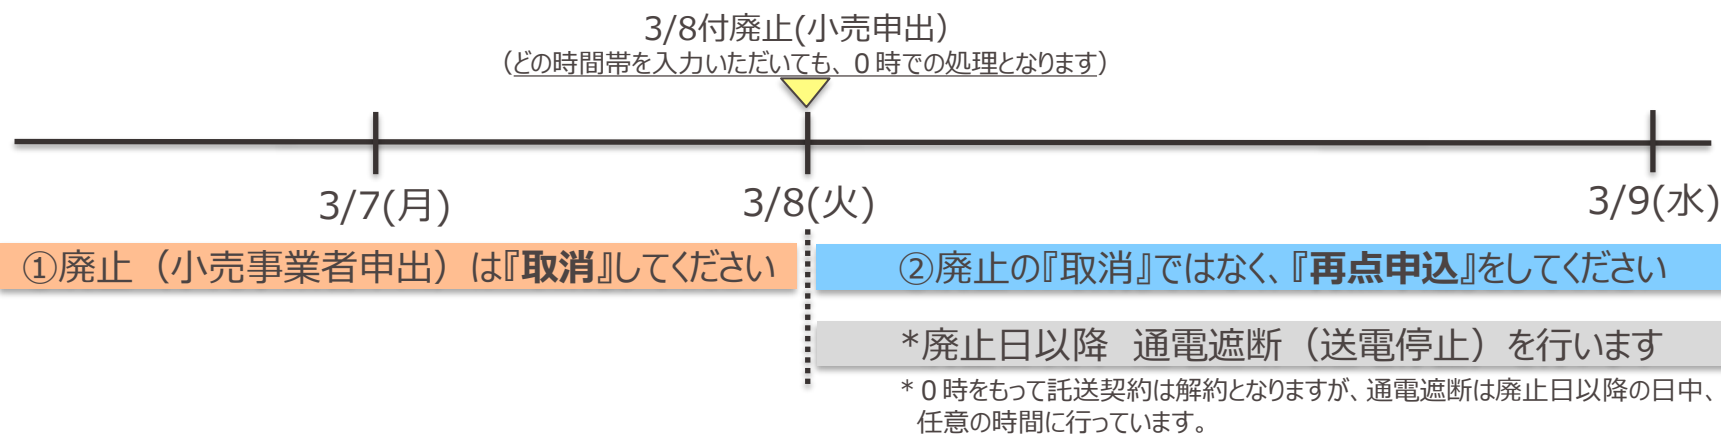 3/8付廃止(小売申出)
（どの時間帯を入力いただいても、０時での処理となります）
3/7(月)
3/8(火)
3/9(水)
①廃止（小売事業者申出）は『取消』してください
②廃止の『取消』ではなく、『再点申込』をしてください
*廃止日以降 通電遮断（送電停止）を行います
*０時をもって託送契約は解約となりますが、通電遮断は廃止日以降の日中、
任意の時間に行っています。